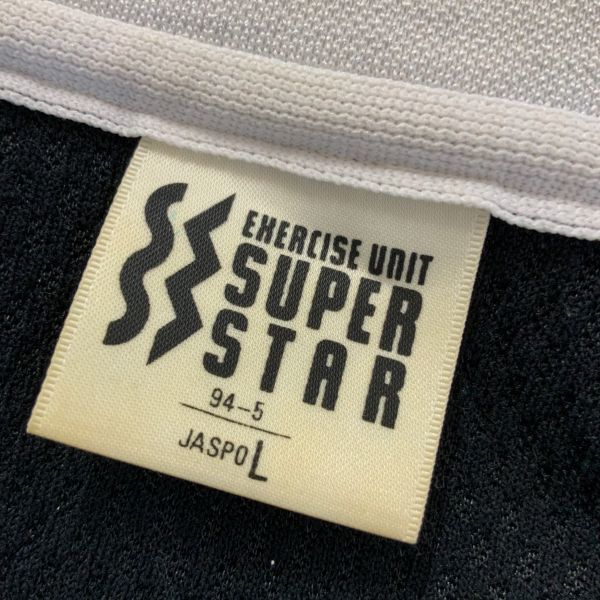 EXERCISE UNIT
SUPER
STAR
94-5
JASPO L